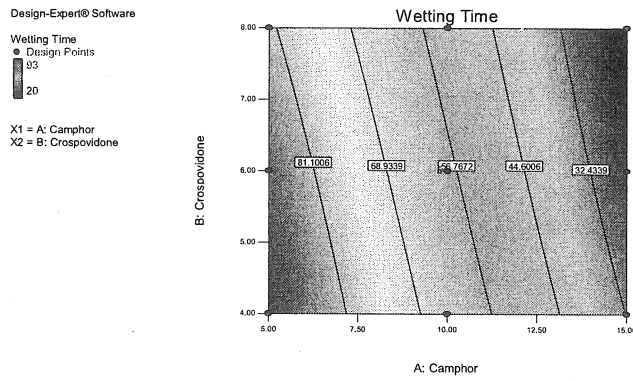 Design-Expert® Software
Wetting Time
Design Points
93
20
X1 = A: Camphor
X2 = B: Crospovidone
Wetting Time
8.00
7.00
6.00
5.00
4.00
B: Crospovidone
81.1006
68.9339
56.7672
44.6006
32.4339
5.00
7.50
10.00
12.50
15.00
A: Camphor